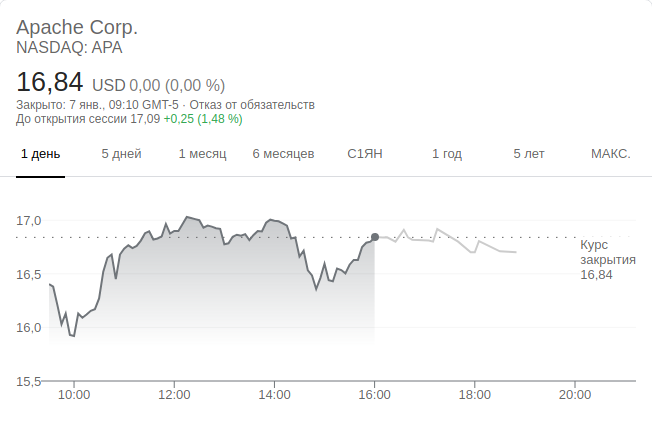 Apache Corp.
NASDAQ: APA
16,84 USD 0,00 (0,00 %)
Закрыто: 7 янв., 09:10 GMT-5 · Отказ от обязательств
До открытия сессии 17,09 +0,25 (1,48 %)
1 день 5 дней 1 месяц 6 месяцев С1ЯН 1 год 5 лет МАКС.
17,0
Курс
закрытия
16,84
16,5
16,0
15,5
10:00 12:00 14:00 16:00 18:00 20:00